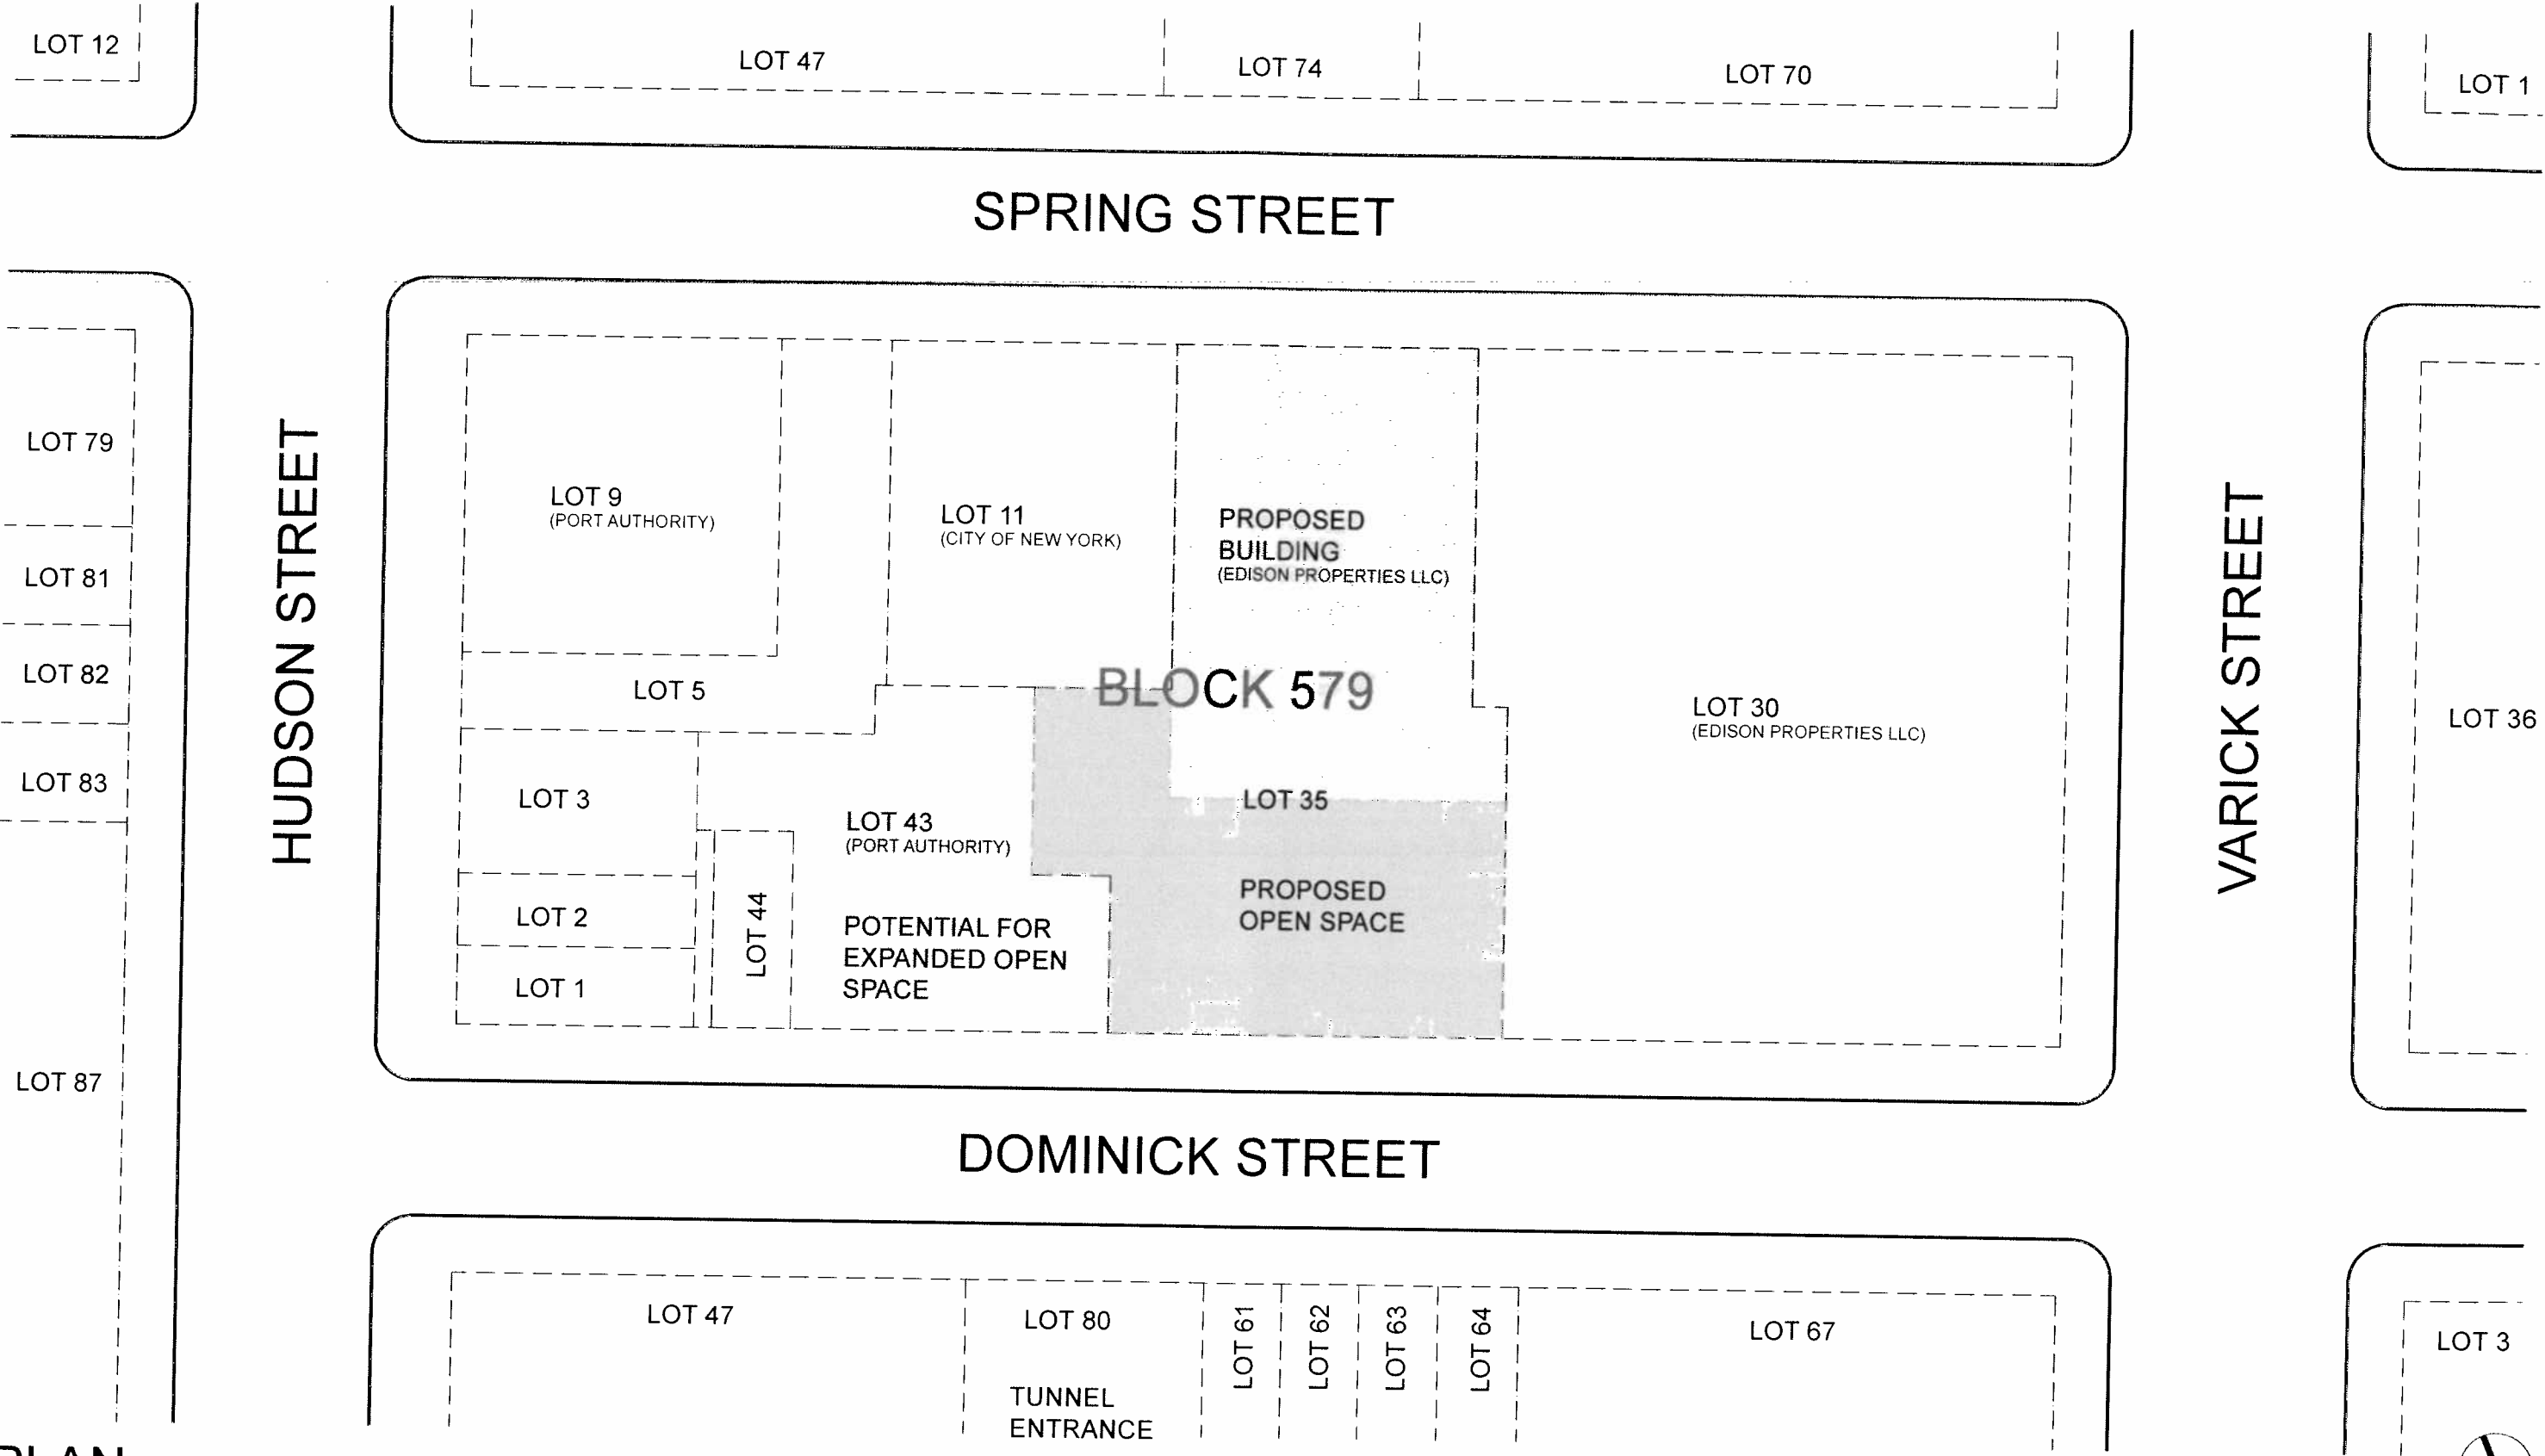 LOT 12
LOT 47
LOT 74
LOT 70
LOT 1
SPRING STREET
LOT 79
LOT 81
LOT 82
LOT 83
LOT 87
HUDSON STREET
LOT 9
(PORT AUTHORITY)
LOT 11
(CITY OF NEW YORK)
PROPOSED
BUILDING
(EDISON PROPERTIES LLC)
BLOCK 579
LOT 5
LOT 30
(EDISON PROPERTIES LLC)
LOT 3
LOT 43
(PORT AUTHORITY)
LOT 35
LOT 2
LOT 44
POTENTIAL FOR
EXPANDED OPEN
SPACE
PROPOSED
OPEN SPACE
LOT 1
VARICK STREET
LOT 36
DOMINICK STREET
LOT 47
LOT 80
TUNNEL
ENTRANCE
LOT 61
LOT 62
LOT 63
LOT 64
LOT 67
LOT 3